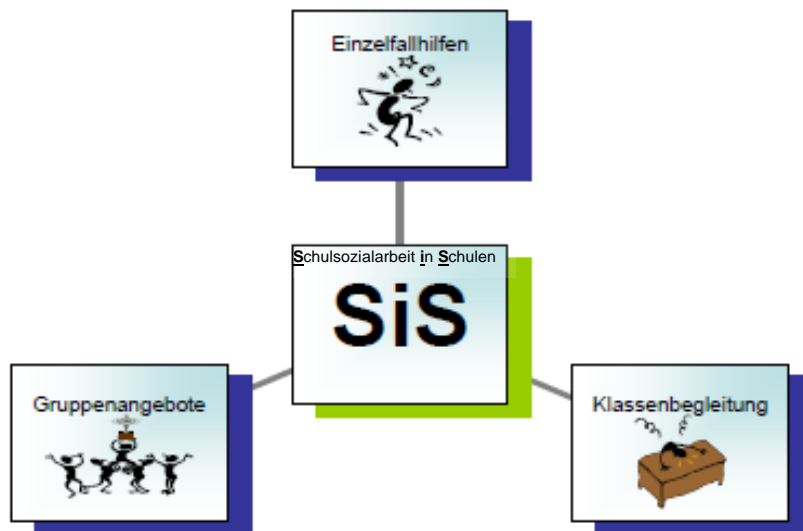 Einzelfallhilfen
Schulsozialarbeit in Schulen
SiS
Gruppenangebote
Klassenbegleitung